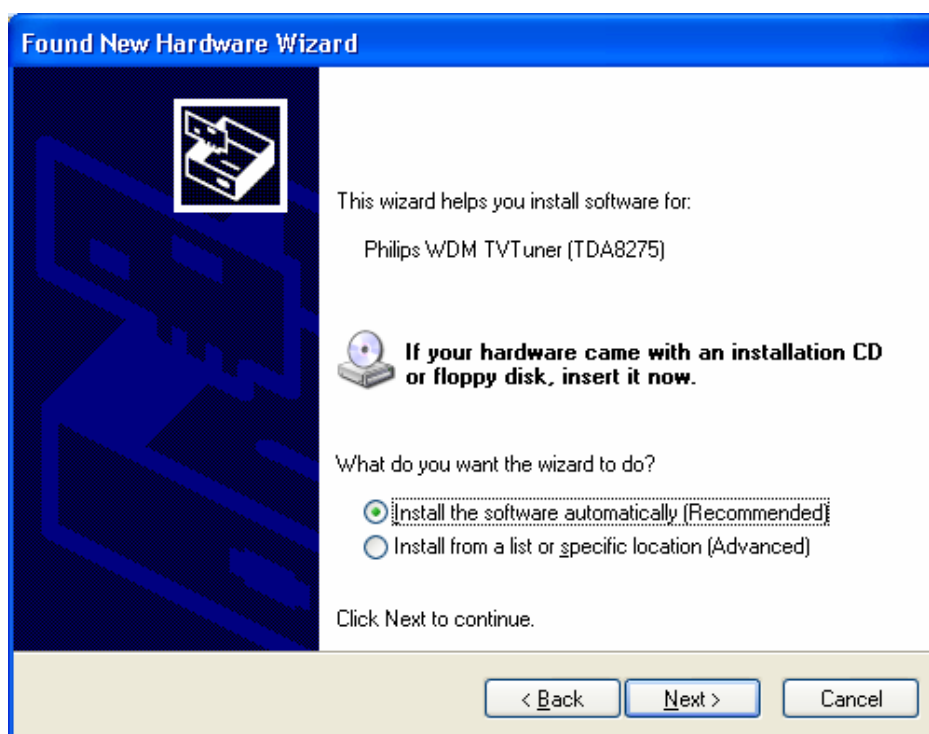 Found New Hardware Wizard
This wizard helps you install software for:
Philips WDM TVTuner (TDA8275)
If your hardware came with an installation CD
or floppy disk, insert it now.
What do you want the wizard to do?
Install the software automatically (Recommended)
Install from a list or specific location (Advanced)
Click Next to continue.
< Back Next > Cancel